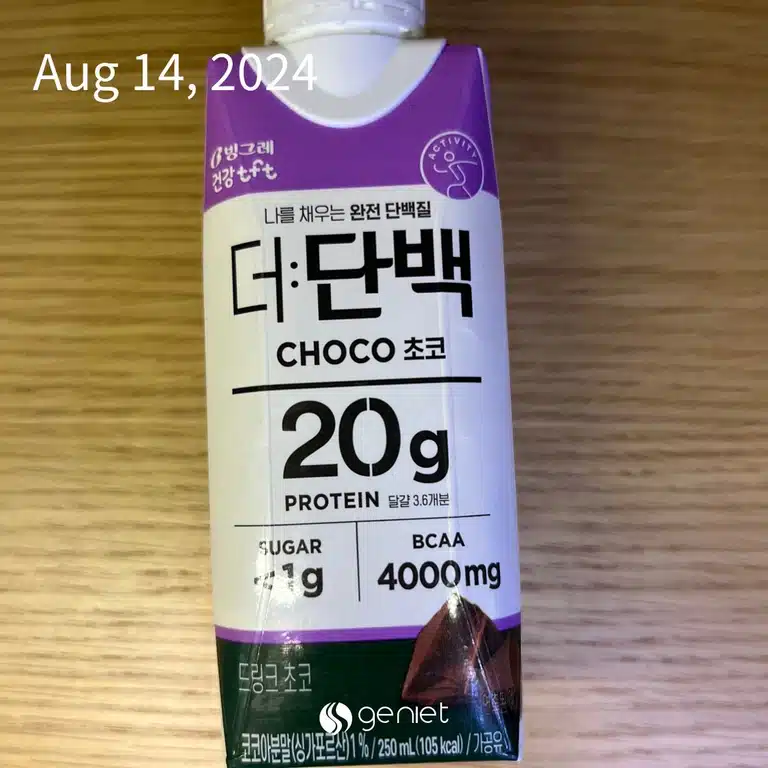 Aug 14, 2024
빙그레
건강 tft
ACTIVITY
나를 채우는 완전 단백질
더:단백
CHOCO 초코
20g
PROTEIN 달걀 3.6개분
SUGAR
<1g
BCAA
4000mg
드링크 초코
geniet
코코아분말(싱가포르산)1% / 250 mL(105 kcal) / 가공유